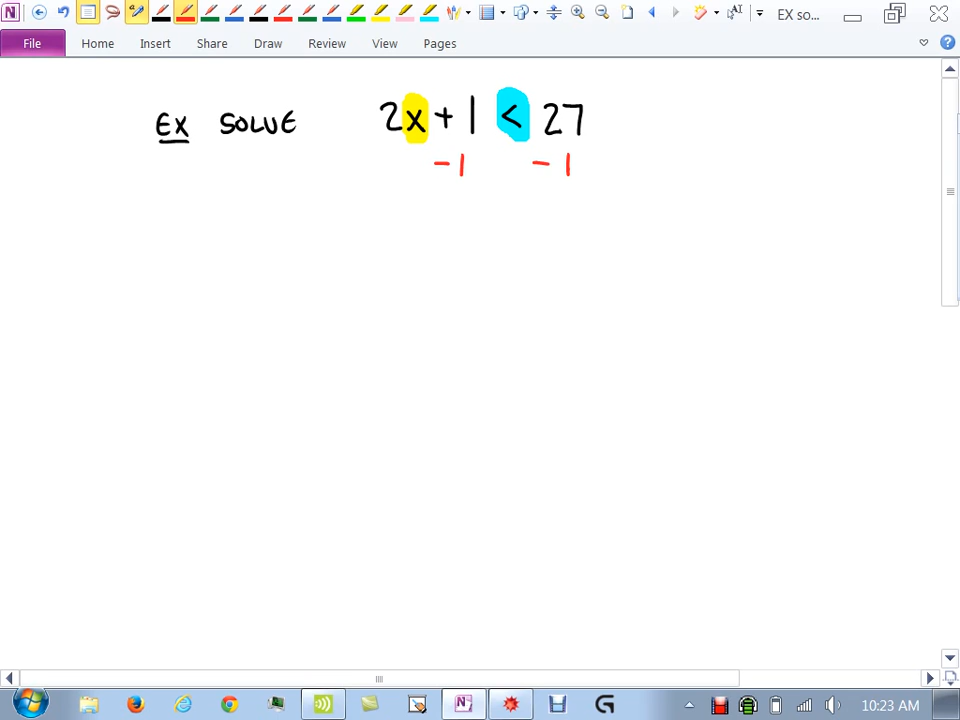 EX so...
File Home Insert Share Draw Review View Pages
EX SOLVE 2x + 1 < 27
- 1 - 1
10:23 AM